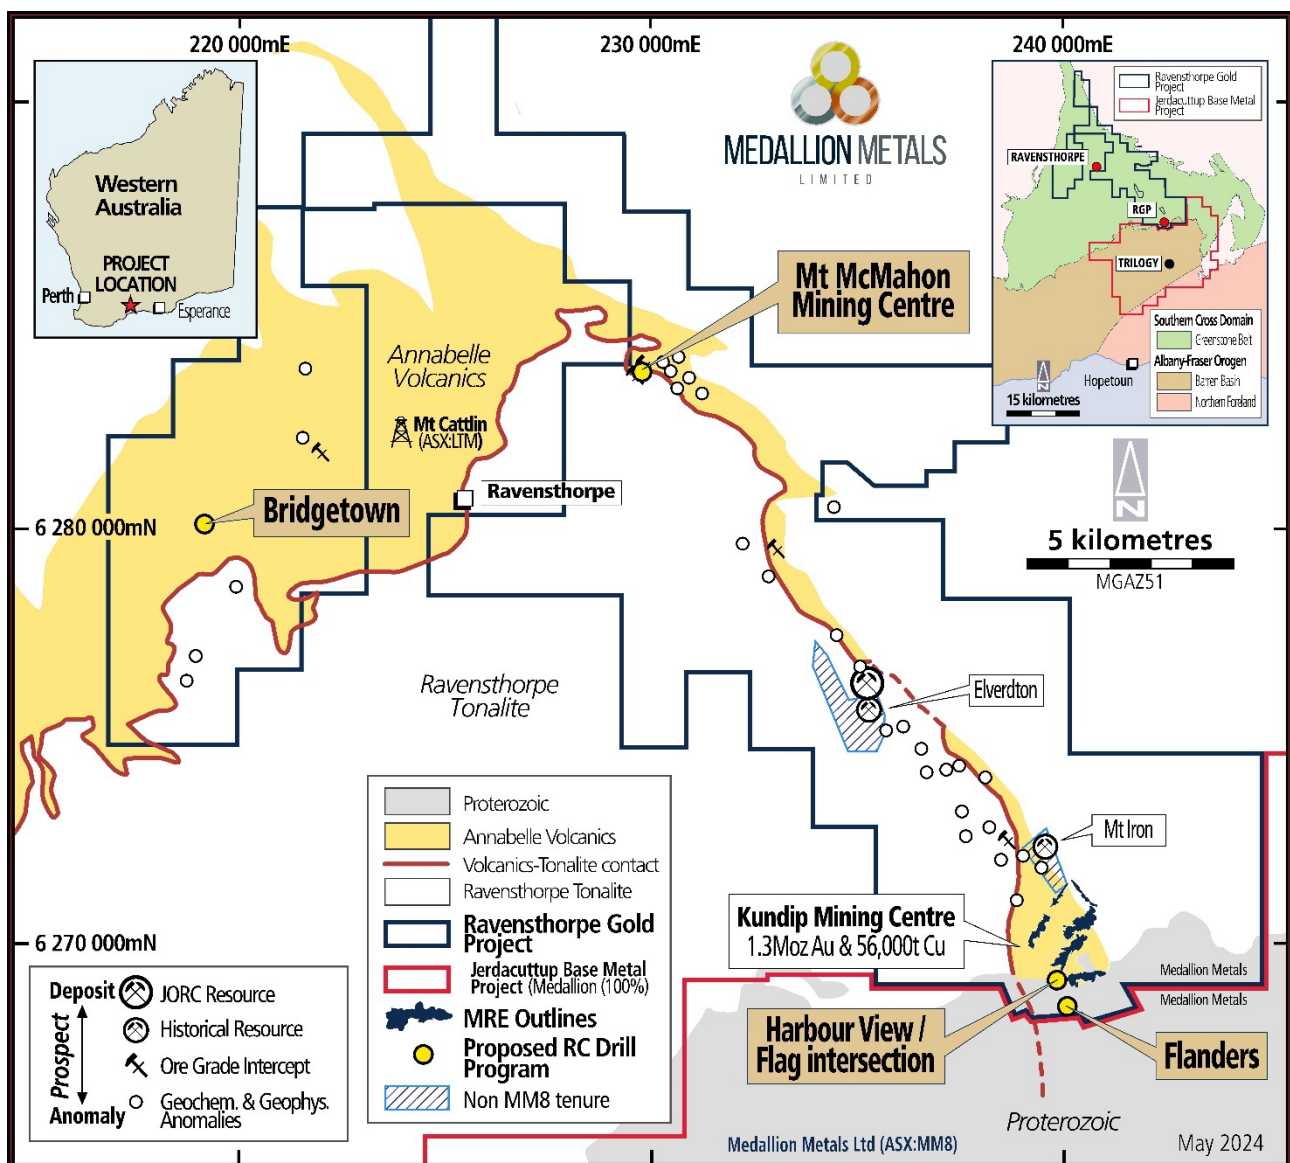 220 000mE
230 000mE
240 000mE
Western
Australia
PROJECT
LOCATION
Perth
Esperance
MEDALLION METALS
LIMITED
Ravensthorpe Gold
Project
Jerdacuttup Base Metal
Project
RAVENSTHORPE
RGP
TRILOGY
Southern Cross Domain
Greenstone Belt
Albany-Fraser Orogen
Barren Basin
Northern Foreland
Hopetoun
N
15 kilometres
Mt McMahon
Mining Centre
Annabelle
Volcanics
Mt Cattlin
(ASX:LTM)
Ravensthorpe
Bridgetown
6 280 000mN
N
5 kilometres
MGAZ51
Ravensthorpe
Tonalite
Elverdton
Mt Iron
Kundip Mining Centre
1.3Moz Au & 56,000t Cu
6 270 000mN
Medallion Metals
Medallion Metals
Harbour View /
Flag intersection
Flanders
Proterozoic
Proterozoic
Annabelle Volcanics
Volcanics-Tonalite contact
Ravensthorpe Tonalite
Ravensthorpe Gold
Project
Jerdacuttup Base Metal
Project (Medallion (100%)
MRE Outlines
Proposed RC Drill
Program
Non MM8 tenure
Deposit
Prospect
Anomaly
JORC Resource
Historical Resource
Ore Grade Intercept
Geochem. & Geophys.
Anomalies
Medallion Metals Ltd (ASX:MM8)
May 2024